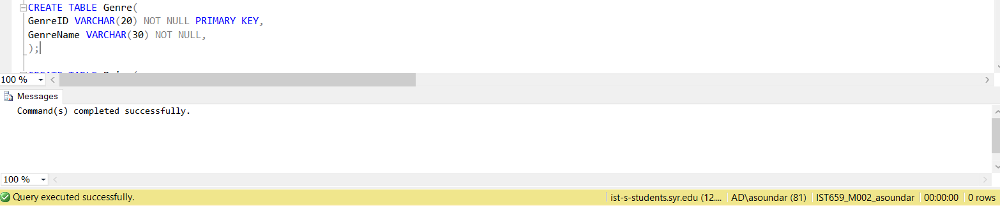 CREATE TABLE Genre(
GenreID VARCHAR(20) NOT NULL PRIMARY KEY,
GenreName VARCHAR(30) NOT NULL,
);
CREATE TABLE
100 %
Messages
Command(s) completed successfully.
100 %
Query executed successfully. ist-s-students.syr.edu (12.... AD\asoundar (81) IST659_M002_asoundar 00:00:00 0 rows